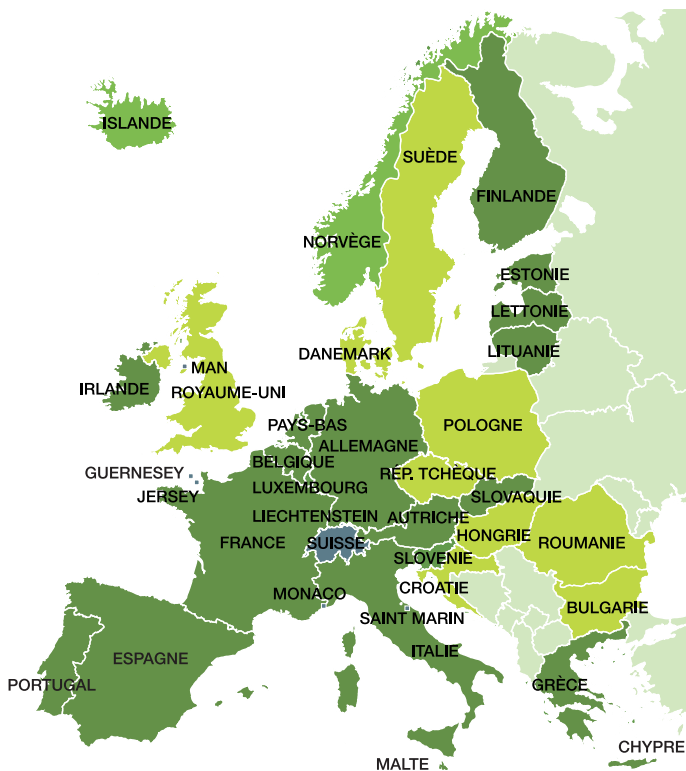 ISLANDE
SUÈDE
FINLANDE
NORVÈGE
ESTONIE
LETTONIE
LITUANIE
DANEMARK
MAN
IRLANDE
ROYAUME-UNI
PAYS-BAS
POLOGNE
ALLEMAGNE
BELGIQUE
GUERNESEY
RÉP. TCHÈQUE
JERSEY
LUXEMBOURG
SLOVAQUIE
LIECHTENSTEIN
AUTRICHE
FRANCE
SUISSE
HONGRIE
ROUMANIE
SLOVENIE
CROATIE
MONACO
BULGARIE
SAINT MARIN
ITALIE
ESPAGNE
PORTUGAL
GRÈCE
CHYPRE
MALTE